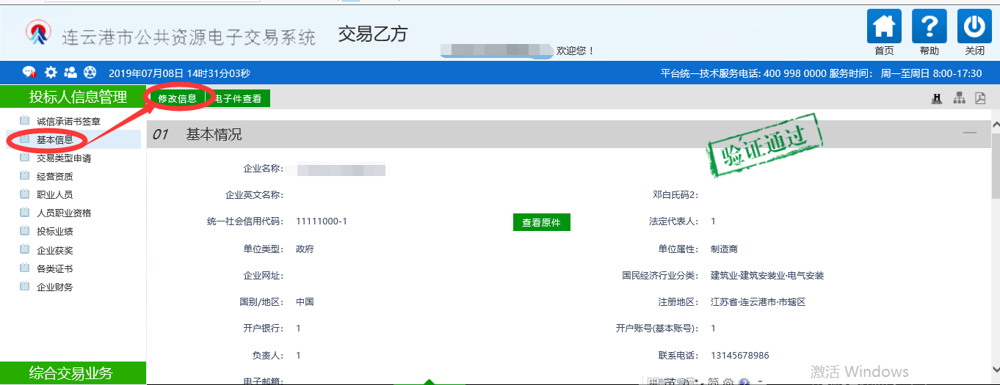 连云港市公共资源电子交易系统 交易乙方
欢迎您！
首页 帮助 关闭
2019年07月08日 14时31分03秒
平台统一技术服务电话: 400 998 0000 服务时间： 周一至周日 8:00-17:30
投标人信息管理
修改信息 电子件查看
诚信承诺书签章
基本信息
交易类型申请
经营资质
职业人员
人员职业资格
投标业绩
企业获奖
各类证书
企业财务
综合交易业务
01 基本情况
验证通过
企业名称：
企业英文名称： 邓白氏码2：
统一社会信用代码： 11111000-1 查看原件 法定代表人： 1
单位类型： 政府 单位属性： 制造商
企业网址： 国民经济行业分类： 建筑业·建筑安装业·电气安装
国别/地区： 中国 注册地区： 江苏省·连云港市·市辖区
开户银行： 1 开户账号(基本账号)： 1
负责人： 1 联系电话： 13145678986
电子邮箱：
激活 Windows